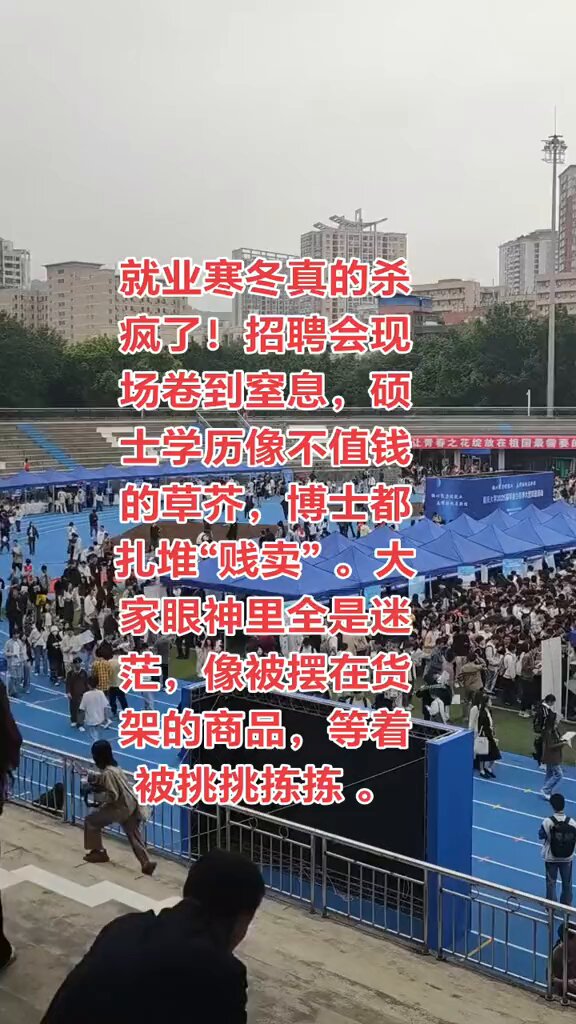 就业寒冬真的杀
疯了！招聘会现
场卷到窒息，硕
士学历像不值钱
的草芥，博士都
扎堆“贱卖”。大
家眼神里全是迷
茫，像被摆在货
架的商品，等着
被挑挑拣拣 。
让青春之花绽放在祖国最需要的